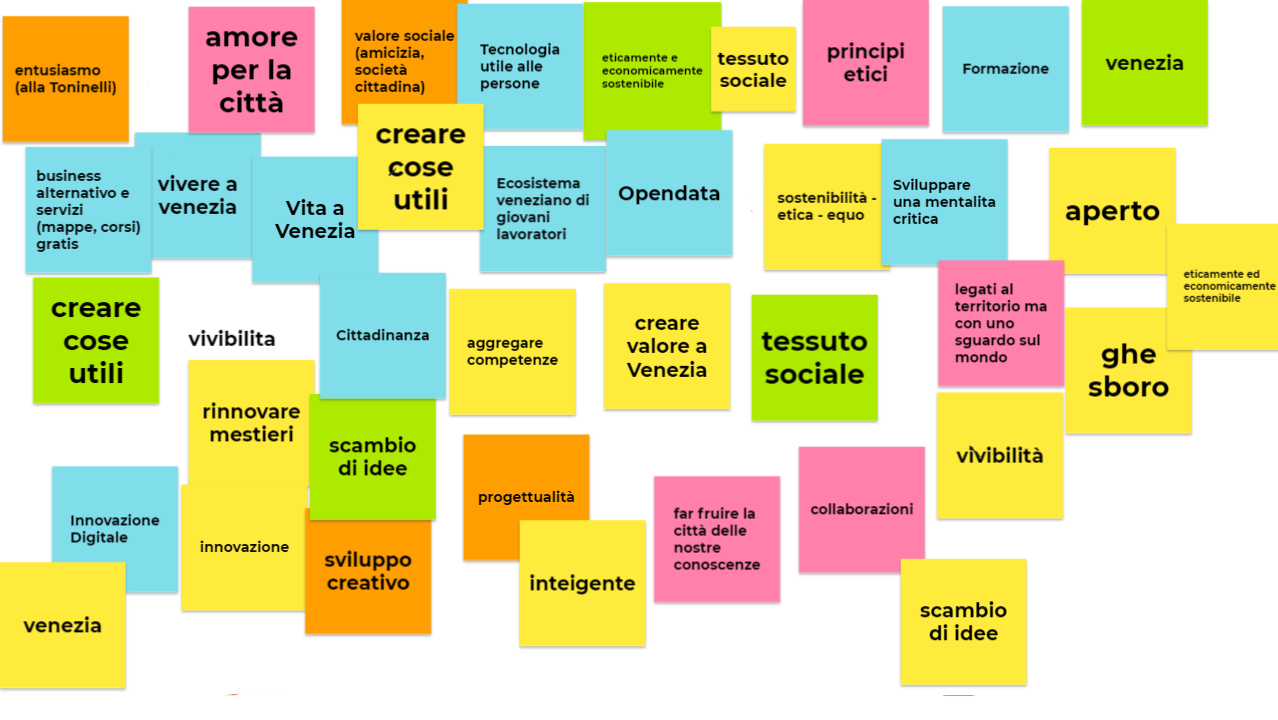 entusiasmo
(alla Toninelli)
amore
per la
città
valore sociale
(amicizia,
società
cittadina)
Tecnologia
utile alle
persone
eticamente e
economicamente
sostenibile
tessuto
sociale
principi
etici
Formazione
venezia
business
alternativo e
servizi
(mappe, corsi)
gratis
vivere a
venezia
Vita a
Venezia
creare
cose
utili
Ecosistema
veneziano di
giovani
lavoratori
Opendata
sostenibilità -
etica - equo
Sviluppare
una mentalita
critica
aperto
eticamente ed
economicamente
sostenibile
creare
cose
utili
vivibilita
Cittadinanza
aggregare
competenze
creare
valore a
Venezia
tessuto
sociale
legati al
territorio ma
con uno
sguardo sul
mondo
ghe
sboro
rinnovare
mestieri
scambio
di idee
vivibilità
Innovazione
Digitale
innovazione
sviluppo
creativo
progettualità
inteigente
far fruire la
città delle
nostre
conoscenze
collaborazioni
scambio
di idee
venezia